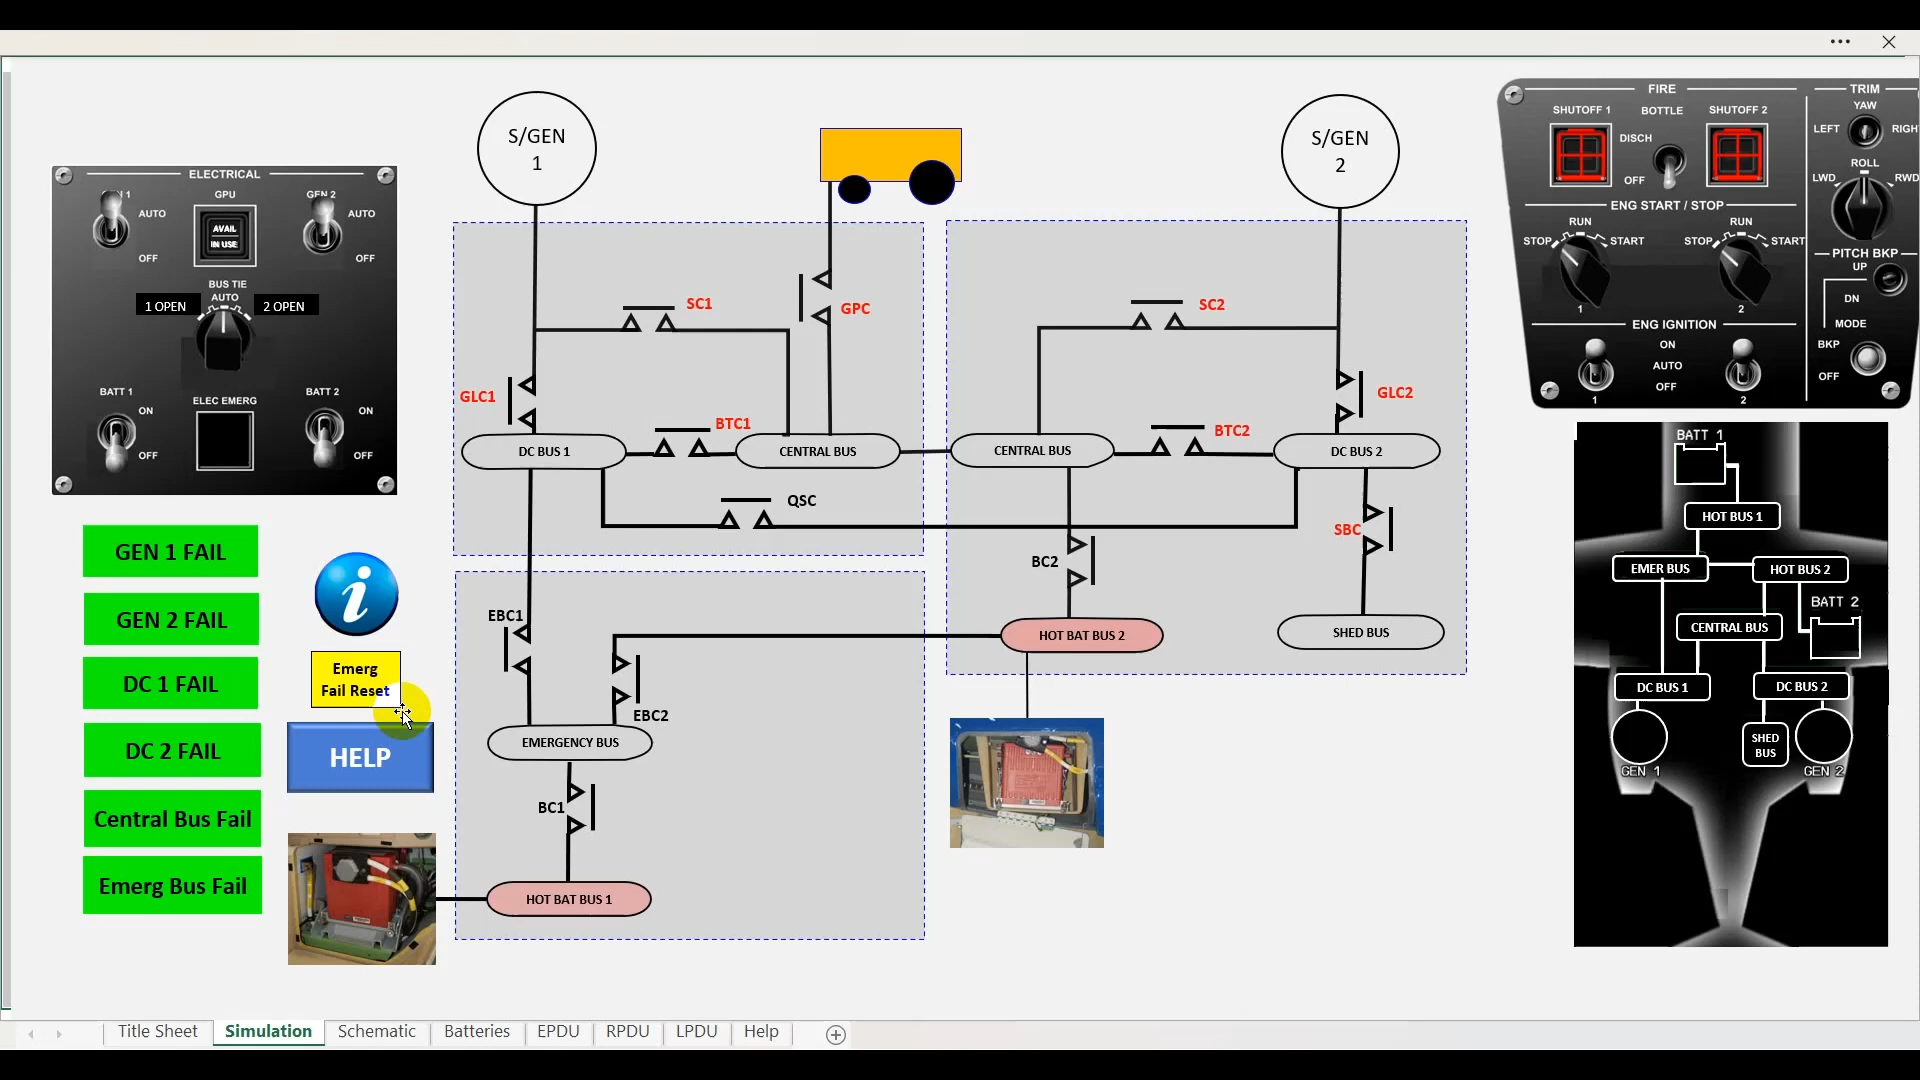 ELECTRICAL
GPU
GEN 2
AUTO
AUTO
AVAIL
IN USE
OFF
OFF
BUS TIE
AUTO
1 OPEN
2 OPEN
BATT 1
BATT 2
ELEC EMERG
ON
ON
OFF
OFF
GEN 1 FAIL
GEN 2 FAIL
DC 1 FAIL
DC 2 FAIL
Central Bus Fail
Emerg Bus Fail
i
Emerg
Fail Reset
HELP
S/GEN
1
S/GEN
2
SC1
GPC
SC2
GLC1
GLC2
BTC1
BTC2
DC BUS 1
CENTRAL BUS
CENTRAL BUS
DC BUS 2
QSC
SBC
BC2
EBC1
HOT BAT BUS 2
SHED BUS
EBC2
EMERGENCY BUS
BC1
HOT BAT BUS 1
FIRE
TRIM
SHUTOFF 1
BOTTLE
SHUTOFF 2
YAW
LEFT
RIGH
DISCH
OFF
ROLL
LWD
RWD
ENG START / STOP
RUN
RUN
STOP
START
STOP
START
1
2
PITCH BKP
UP
DN
MODE
BKP
OFF
ENG IGNITION
ON
AUTO
OFF
1
2
BATT 1
HOT BUS 1
EMER BUS
HOT BUS 2
BATT 2
CENTRAL BUS
DC BUS 1
DC BUS 2
SHED
BUS
GEN 1
GEN 2
Title Sheet
Simulation
Schematic
Batteries
EPDU
RPDU
LPDU
Help